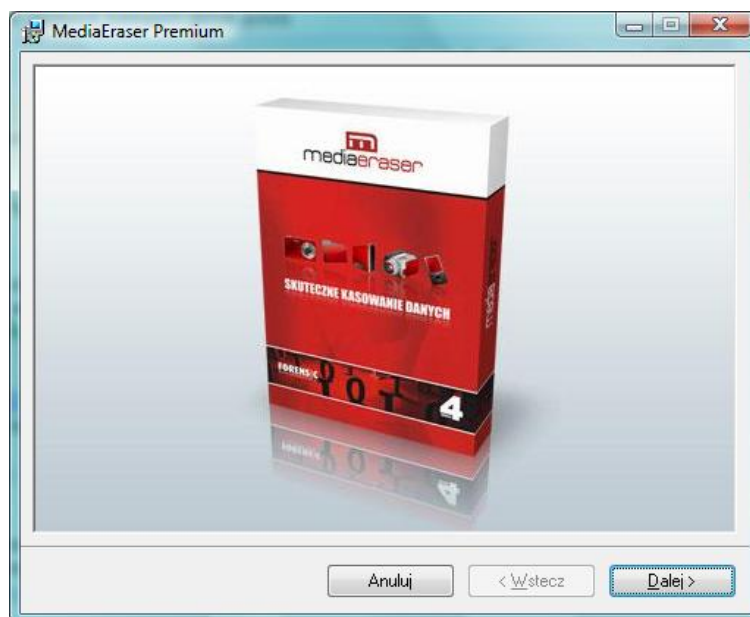 MediaEraser Premium
mediaeraser
SKUTECZNE KASOWANIE DANYCH
FORENSIC
4
Anuluj
< Wstecz
Dalej >